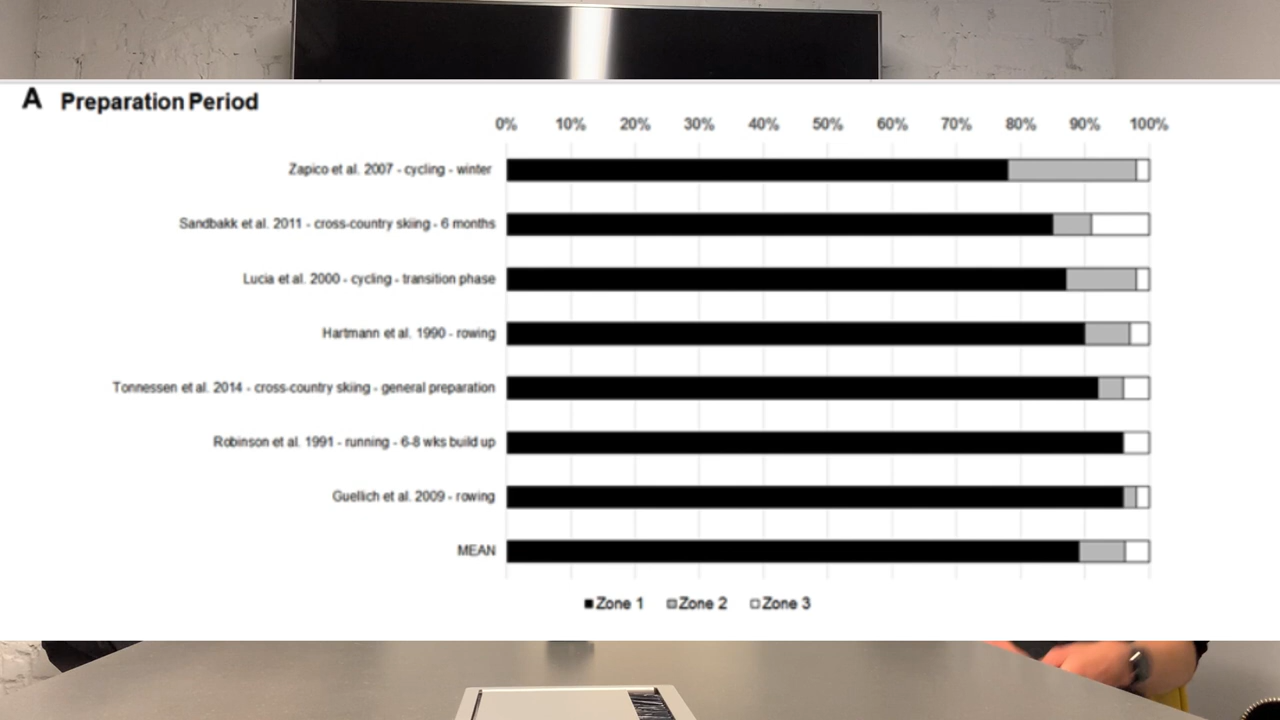 A Preparation Period
0% 10% 20% 30% 40% 50% 60% 70% 80% 90% 100%
Zapico et al. 2007 - cycling - winter
Sandbakk et al. 2011 - cross-country skiing - 6 months
Lucia et al. 2000 - cycling - transition phase
Hartmann et al. 1990 - rowing
Tonnessen et al. 2014 - cross-country skiing - general preparation
Robinson et al. 1991 - running - 6-8 wks build up
Guellich et al. 2009 - rowing
MEAN
Zone 1 Zone 2 Zone 3